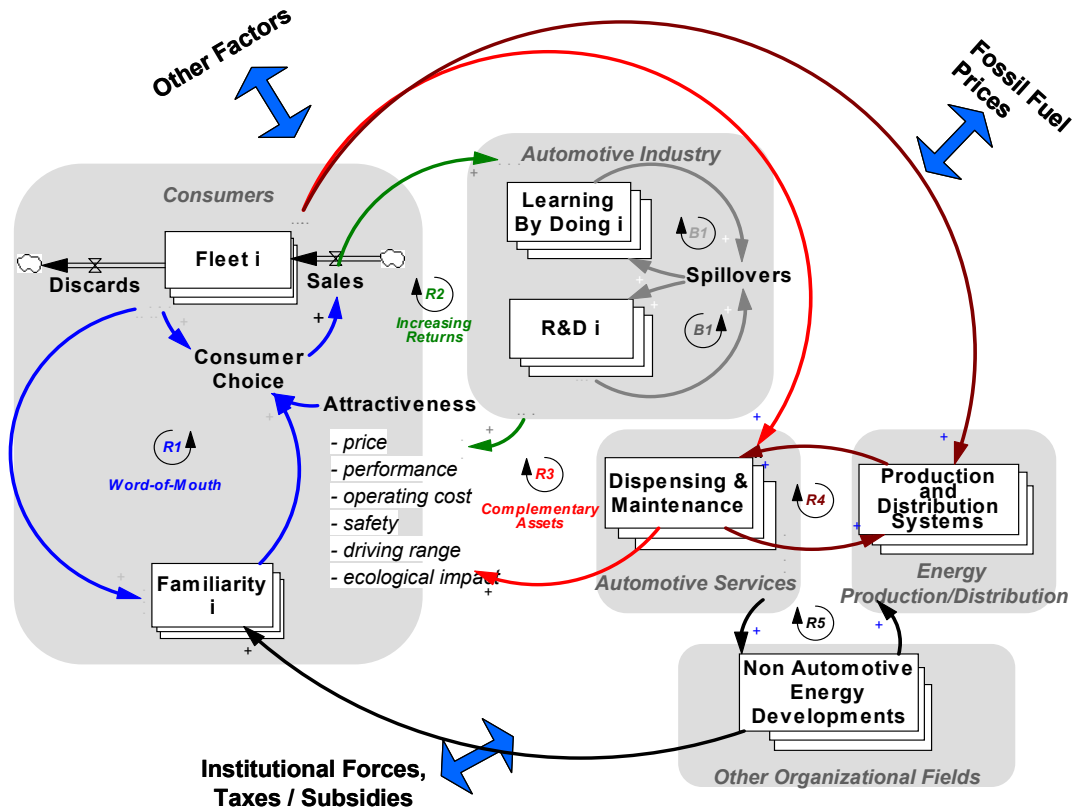 Other Factors
Fossil Fuel
Prices
Consumers
Fleet i
Discards
Sales
+
Consumer
Choice
Attractiveness
- price
- performance
- operating cost
- safety
- driving range
- ecological impact
R1
Word-of-Mouth
Familiarity
i
+
R2
Increasing
Returns
+
Automotive Industry
Learning
By Doing i
B1
+
Spillovers
+
R&D i
B1
+
R3
Complementary
Assets
+
+
Dispensing &
Maintenance
+
Automotive Services
R4
+
Production
and
Distribution
Systems
+
Energy
Production/Distribution
R5
+
+
Non Automotive
Energy
Developments
Other Organizational Fields
Institutional Forces,
Taxes / Subsidies